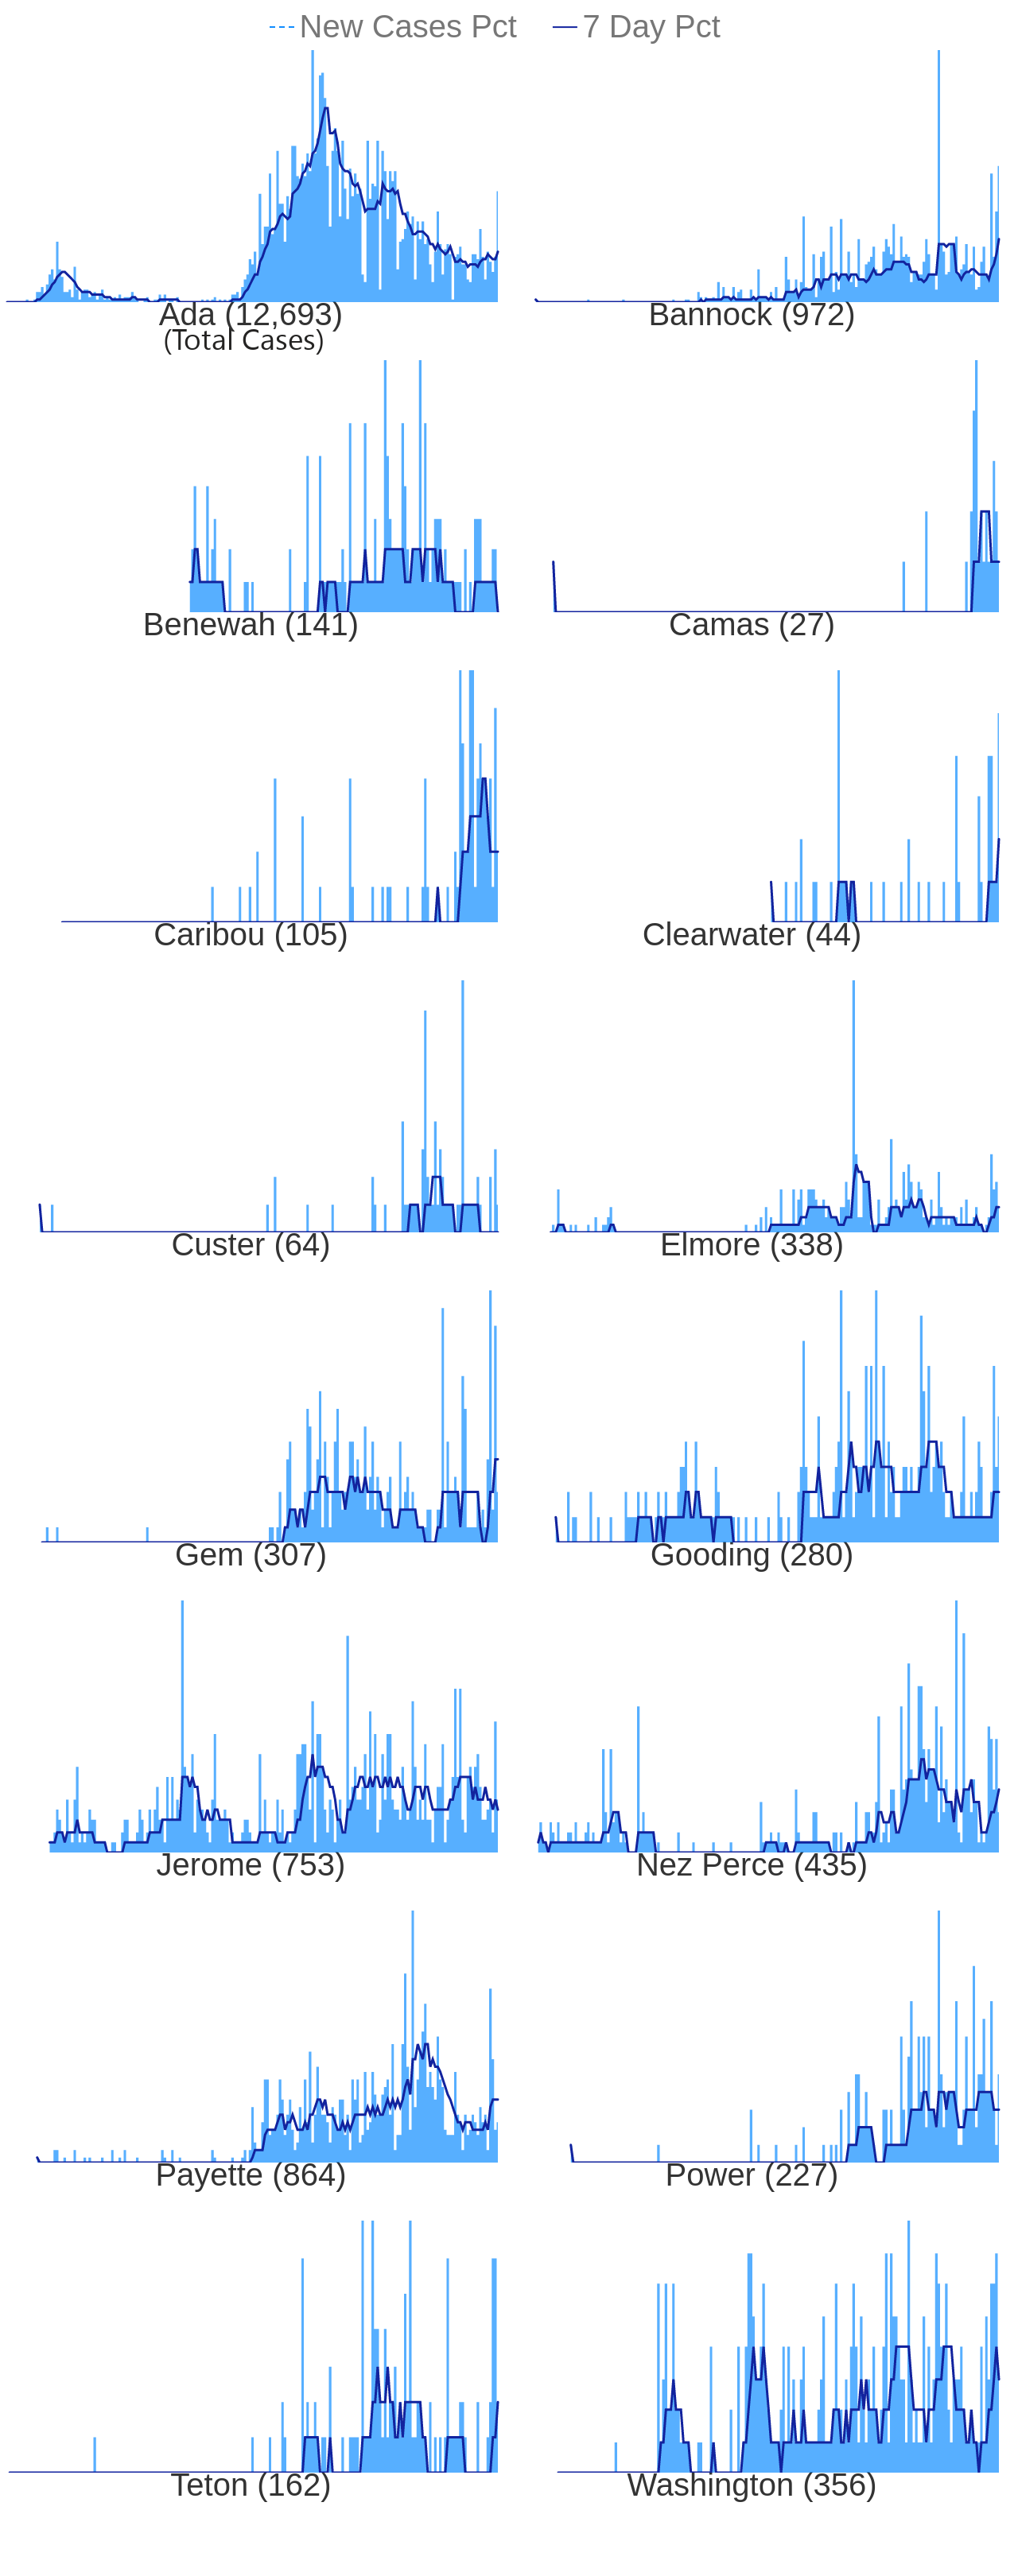 New Cases Pct 7 Day Pct
Ada (12,693) Bannock (972)
(Total Cases)
Benewah (141) Camas (27)
Caribou (105) Clearwater (44)
Custer (64) Elmore (338)
Gem (307) Gooding (280)
Jerome (753) Nez Perce (435)
Payette (864) Power (227)
Teton (162) Washington (356)